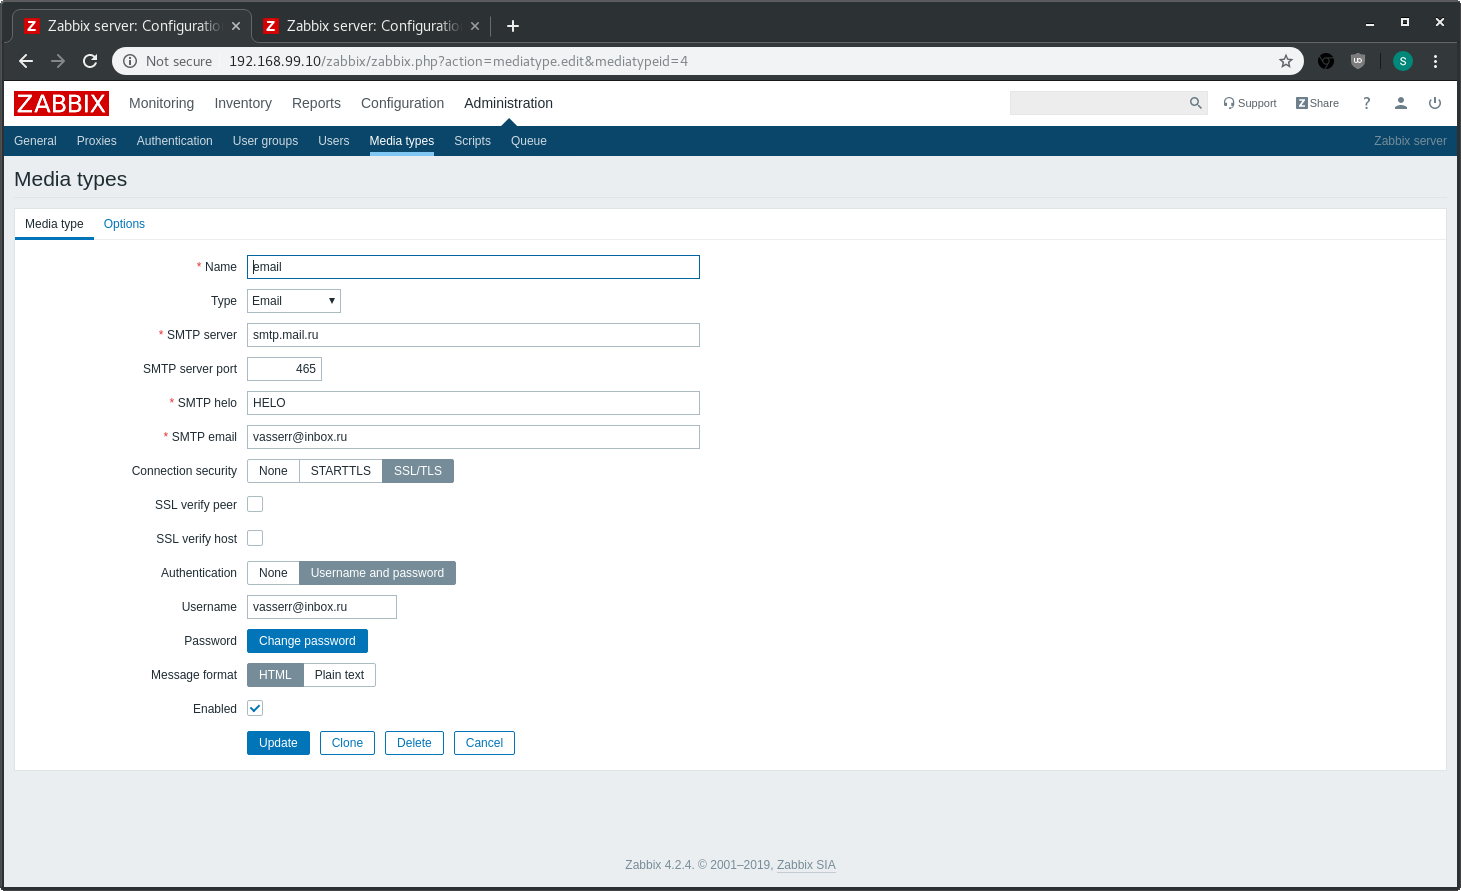 Zabbix server: Configuratio
Zabbix server: Configuratio
Not secure 192.168.99.10/zabbix/zabbix.php?action=mediatype.edit&mediatypeid=4
ZABBIX Monitoring Inventory Reports Configuration Administration Support Z Share ?
General Proxies Authentication User groups Users Media types Scripts Queue Zabbix server
Media types
Media type Options
* Name email
Type Email
* SMTP server smtp.mail.ru
SMTP server port 465
* SMTP helo HELO
* SMTP email vasserr@inbox.ru
Connection security None STARTTLS SSL/TLS
SSL verify peer
SSL verify host
Authentication None Username and password
Username vasserr@inbox.ru
Password Change password
Message format HTML Plain text
Enabled
Update Clone Delete Cancel
Zabbix 4.2.4. © 2001–2019, Zabbix SIA